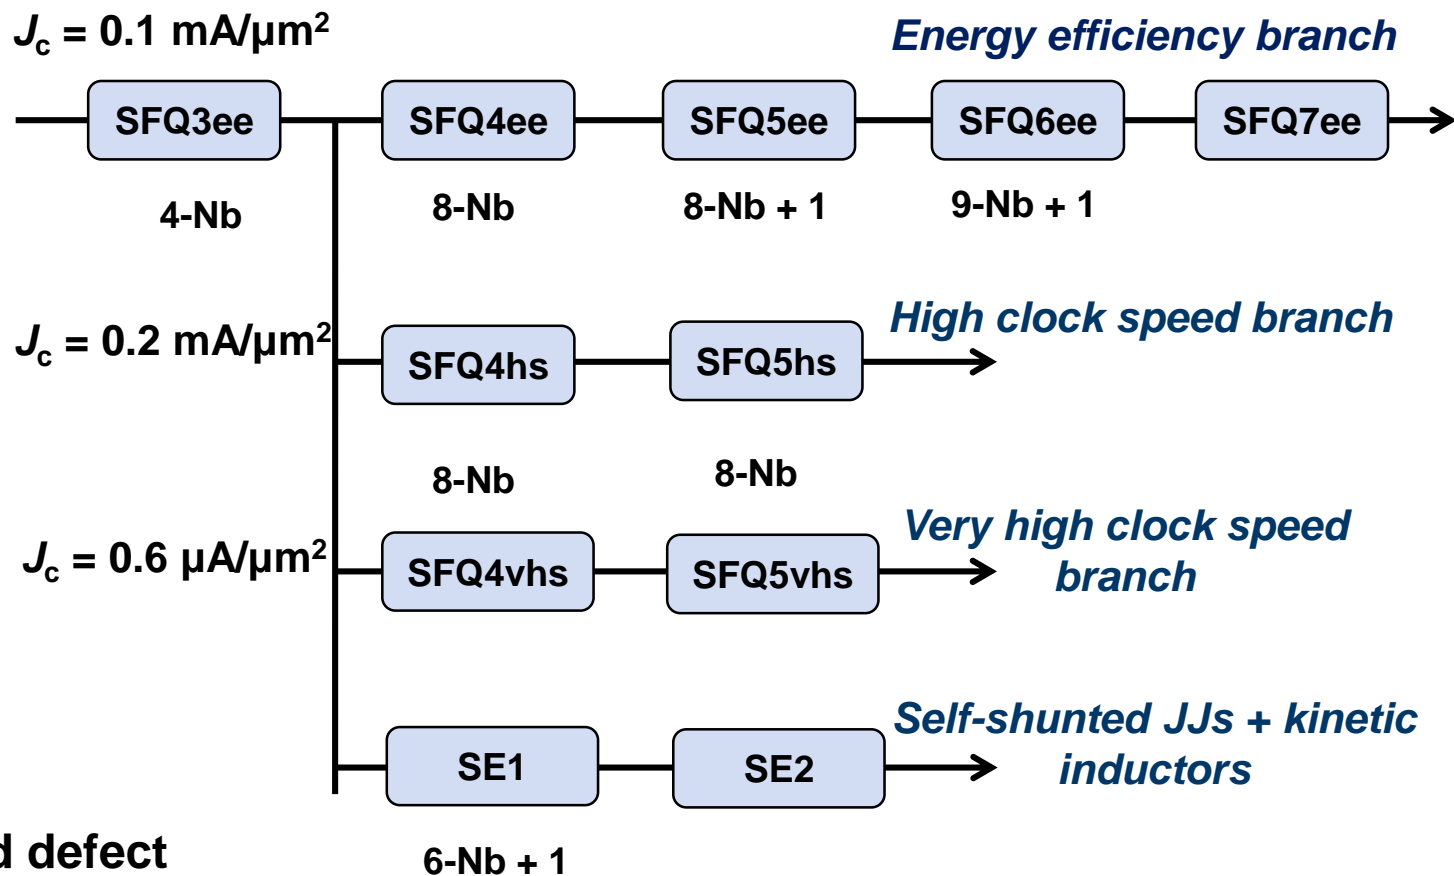 Jc = 0.1 mA/µm²
Energy efficiency branch
SFQ3ee
SFQ4ee
SFQ5ee
SFQ6ee
SFQ7ee
4-Nb
8-Nb
8-Nb + 1
9-Nb + 1
Jc = 0.2 mA/µm²
High clock speed branch
SFQ4hs
SFQ5hs
8-Nb
8-Nb
Jc = 0.6 µA/µm²
Very high clock speed
branch
SFQ4vhs
SFQ5vhs
Self-shunted JJs + kinetic
inductors
SE1
SE2
6-Nb + 1
d defect